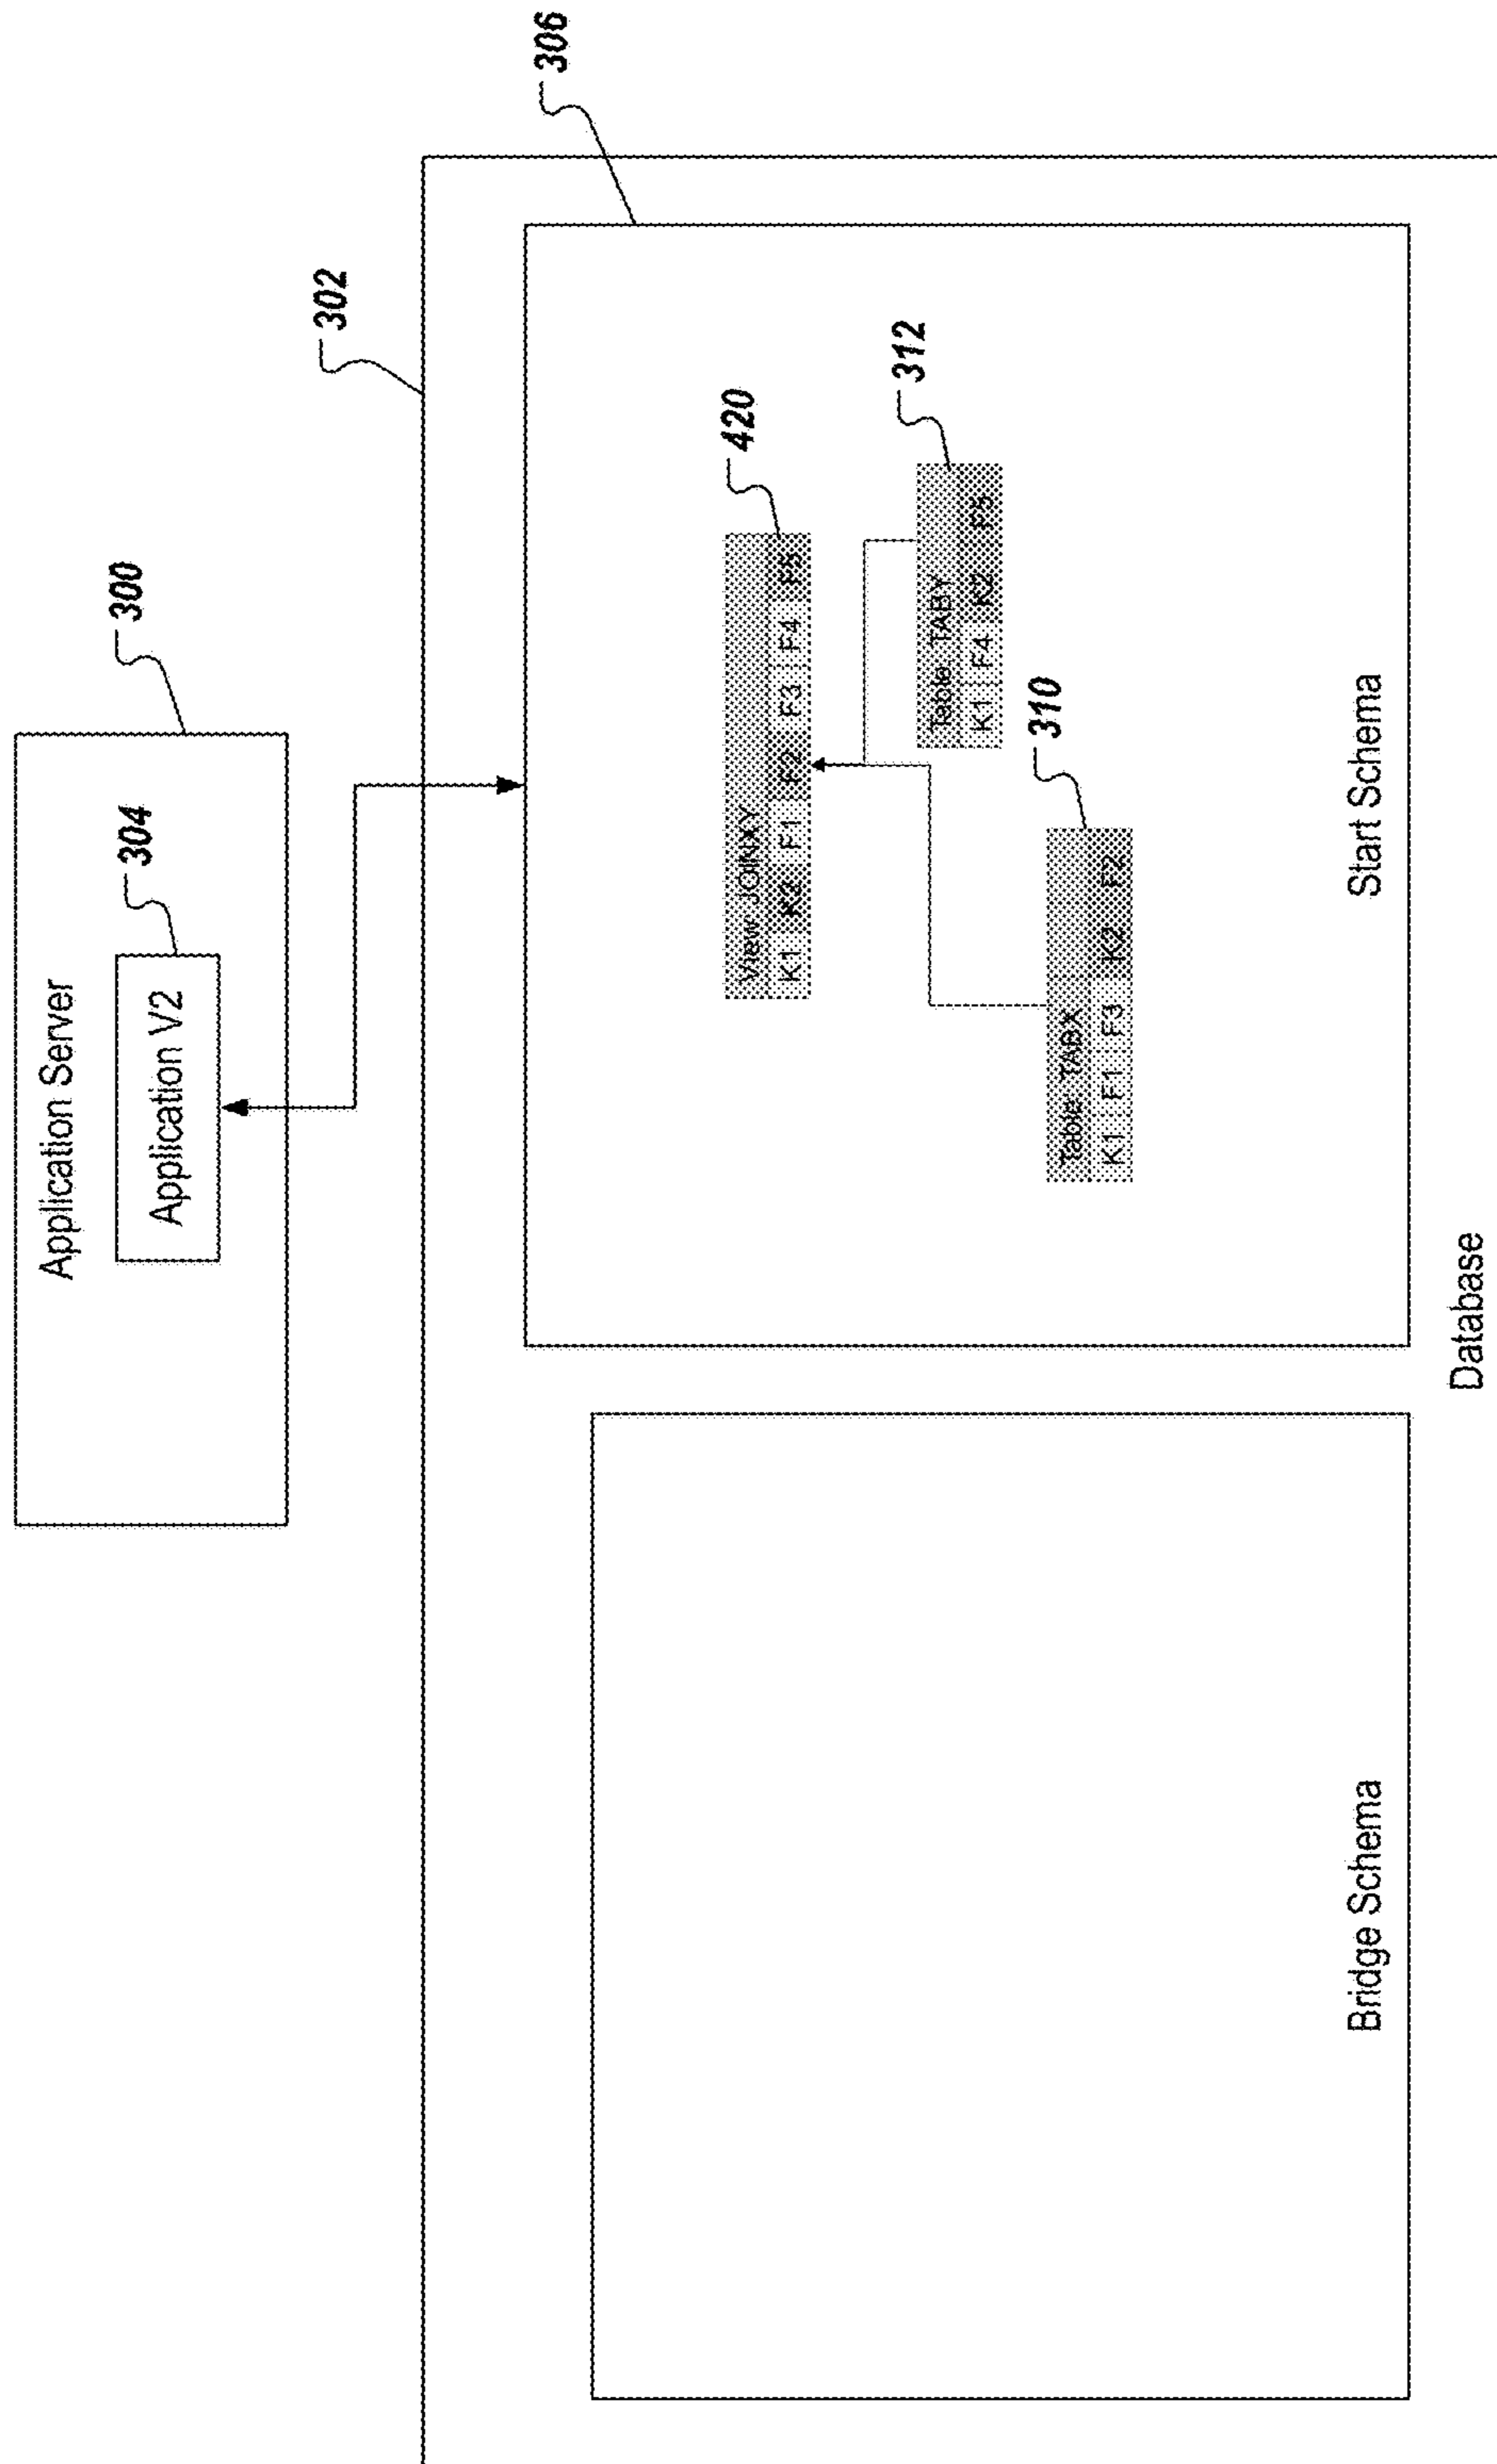 Application Server
300
304
Application V2
302
306
View JOINXY
420
K1 K2 F1 F2 F3 F4 F5
Table TABY
312
K1 F4 K2 F5
Table TABX
310
K1 F1 F3 K2 F2
Bridge Schema
Start Schema
Database